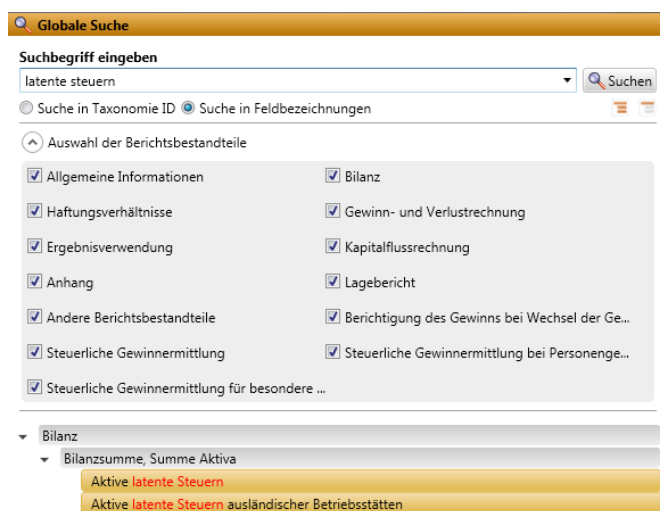 Globale Suche
Suchbegriff eingeben
latente steuern
Suchen
Suche in Taxonomie ID Suche in Feldbezeichnungen
Auswahl der Berichtsbestandteile
Allgemeine Informationen Bilanz
Haftungsverhältnisse Gewinn- und Verlustrechnung
Ergebnisverwendung Kapitalflussrechnung
Anhang Lagebericht
Andere Berichtsbestandteile Berichtigung des Gewinns bei Wechsel der Ge...
Steuerliche Gewinnermittlung Steuerliche Gewinnermittlung bei Personenge...
Steuerliche Gewinnermittlung für besondere ...
Bilanz
Bilanzsumme, Summe Aktiva
Aktive latente Steuern
Aktive latente Steuern ausländischer Betriebsstätten